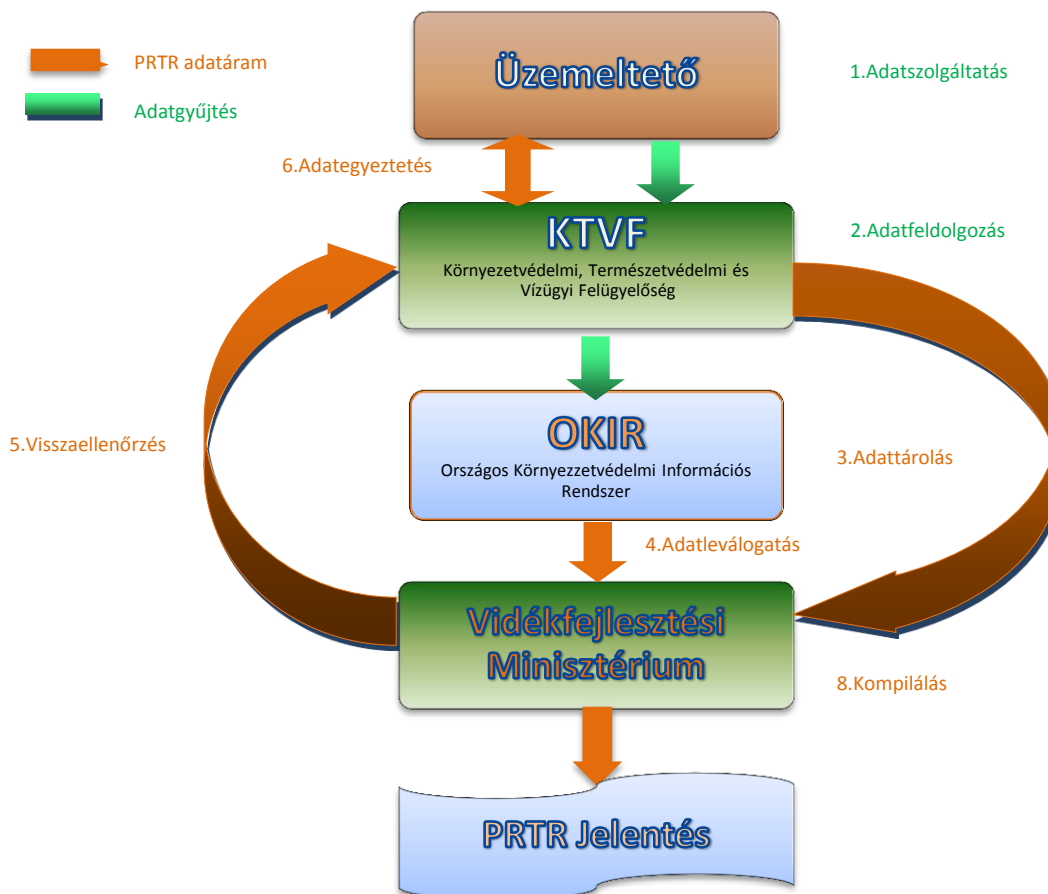 Üzemeltető
PRTR adatáram
1.Adatszolgáltatás
Adatgyűjtés
6.Adategyeztetés
KTVF
2.Adatfeldolgozás
Környezetvédelmi, Természetvédelmi és
Vízügyi Felügyelőség
OKIR
5.Visszaellenőrzés
3.Adattárolás
Országos Környezzetvédelmi Információs
Rendszer
4.Adatleválogatás
Vidékfejlesztési
Minisztérium
8.Kompilálás
PRTR Jelentés